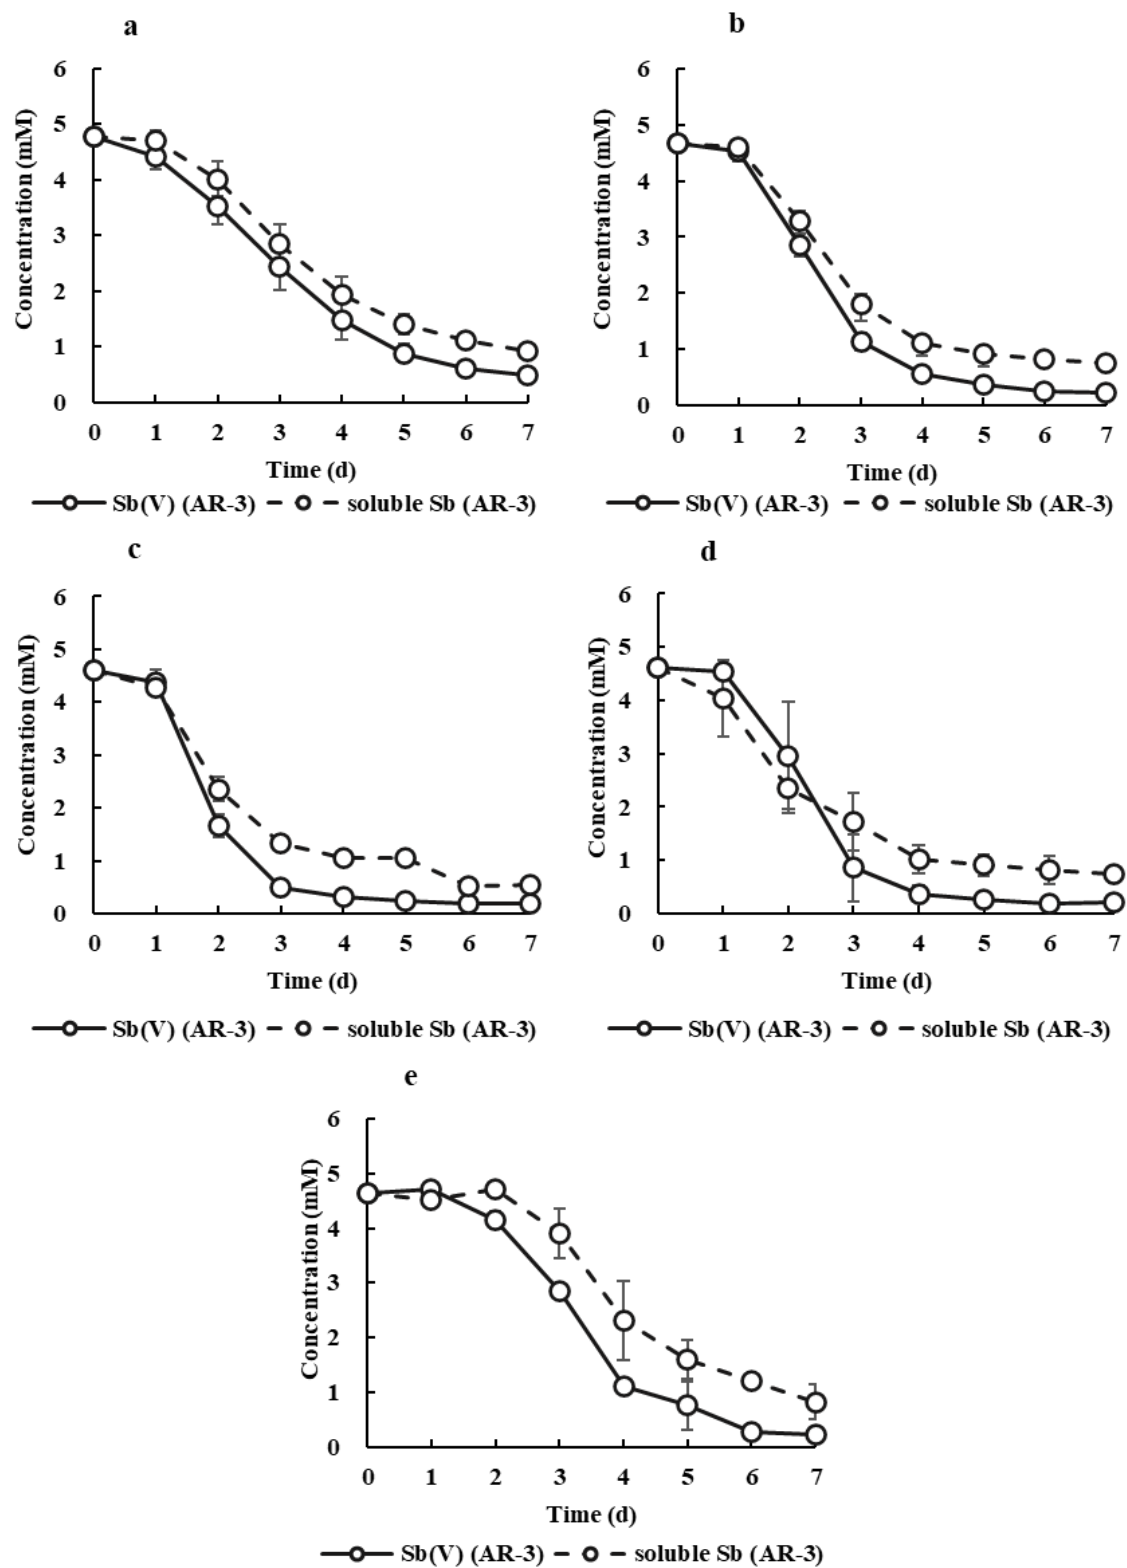 a
6
5
4
3
2
1
0
Concentration (mM)
0 1 2 3 4 5 6 7
Time (d)
Sb(V) (AR-3) soluble Sb (AR-3)
b
6
5
4
3
2
1
0
Concentration (mM)
0 1 2 3 4 5 6 7
Time (d)
Sb(V) (AR-3) soluble Sb (AR-3)
c
6
5
4
3
2
1
0
Concentration (mM)
0 1 2 3 4 5 6 7
Time (d)
Sb(V) (AR-3) soluble Sb (AR-3)
d
6
5
4
3
2
1
0
Concentration (mM)
0 1 2 3 4 5 6 7
Time (d)
Sb(V) (AR-3) soluble Sb (AR-3)
e
6
5
4
3
2
1
0
Concentration (mM)
0 1 2 3 4 5 6 7
Time (d)
Sb(V) (AR-3) soluble Sb (AR-3)